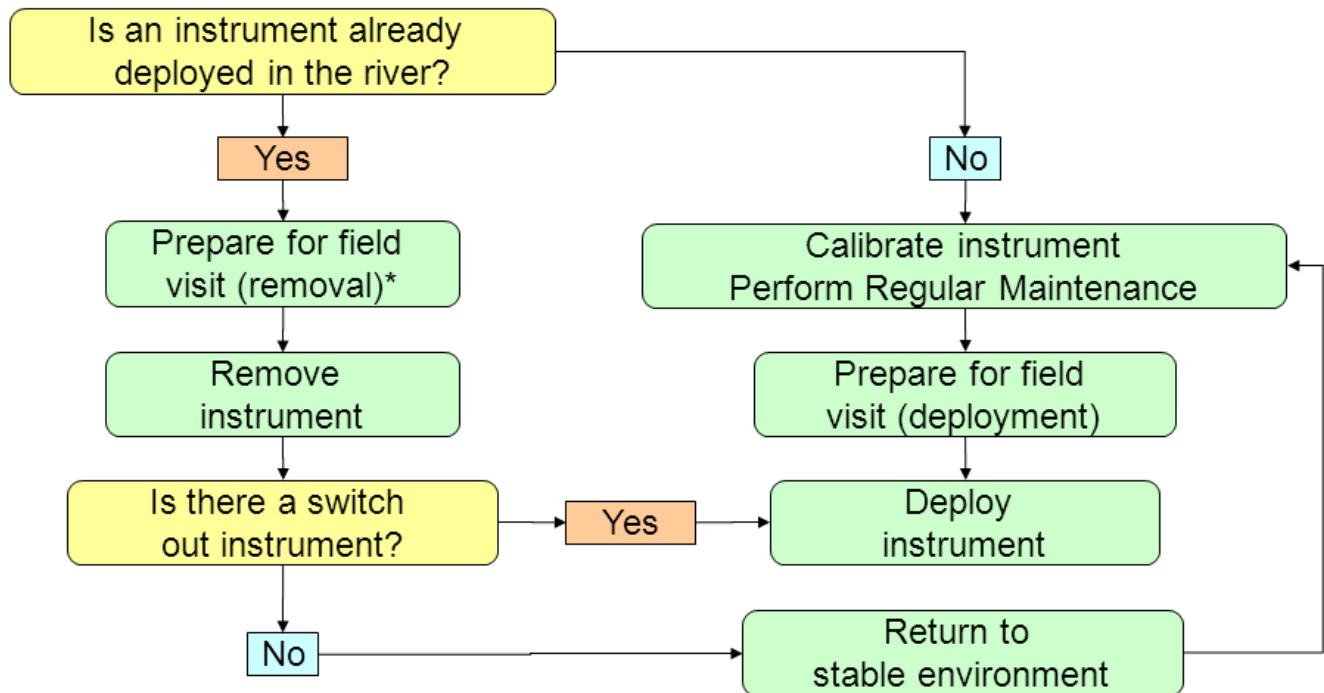 Is an instrument already
deployed in the river?
Yes
No
Prepare for field
visit (removal)*
Calibrate instrument
Perform Regular Maintenance
Remove
instrument
Prepare for field
visit (deployment)
Is there a switch
out instrument?
Yes
Deploy
instrument
No
Return to
stable environment